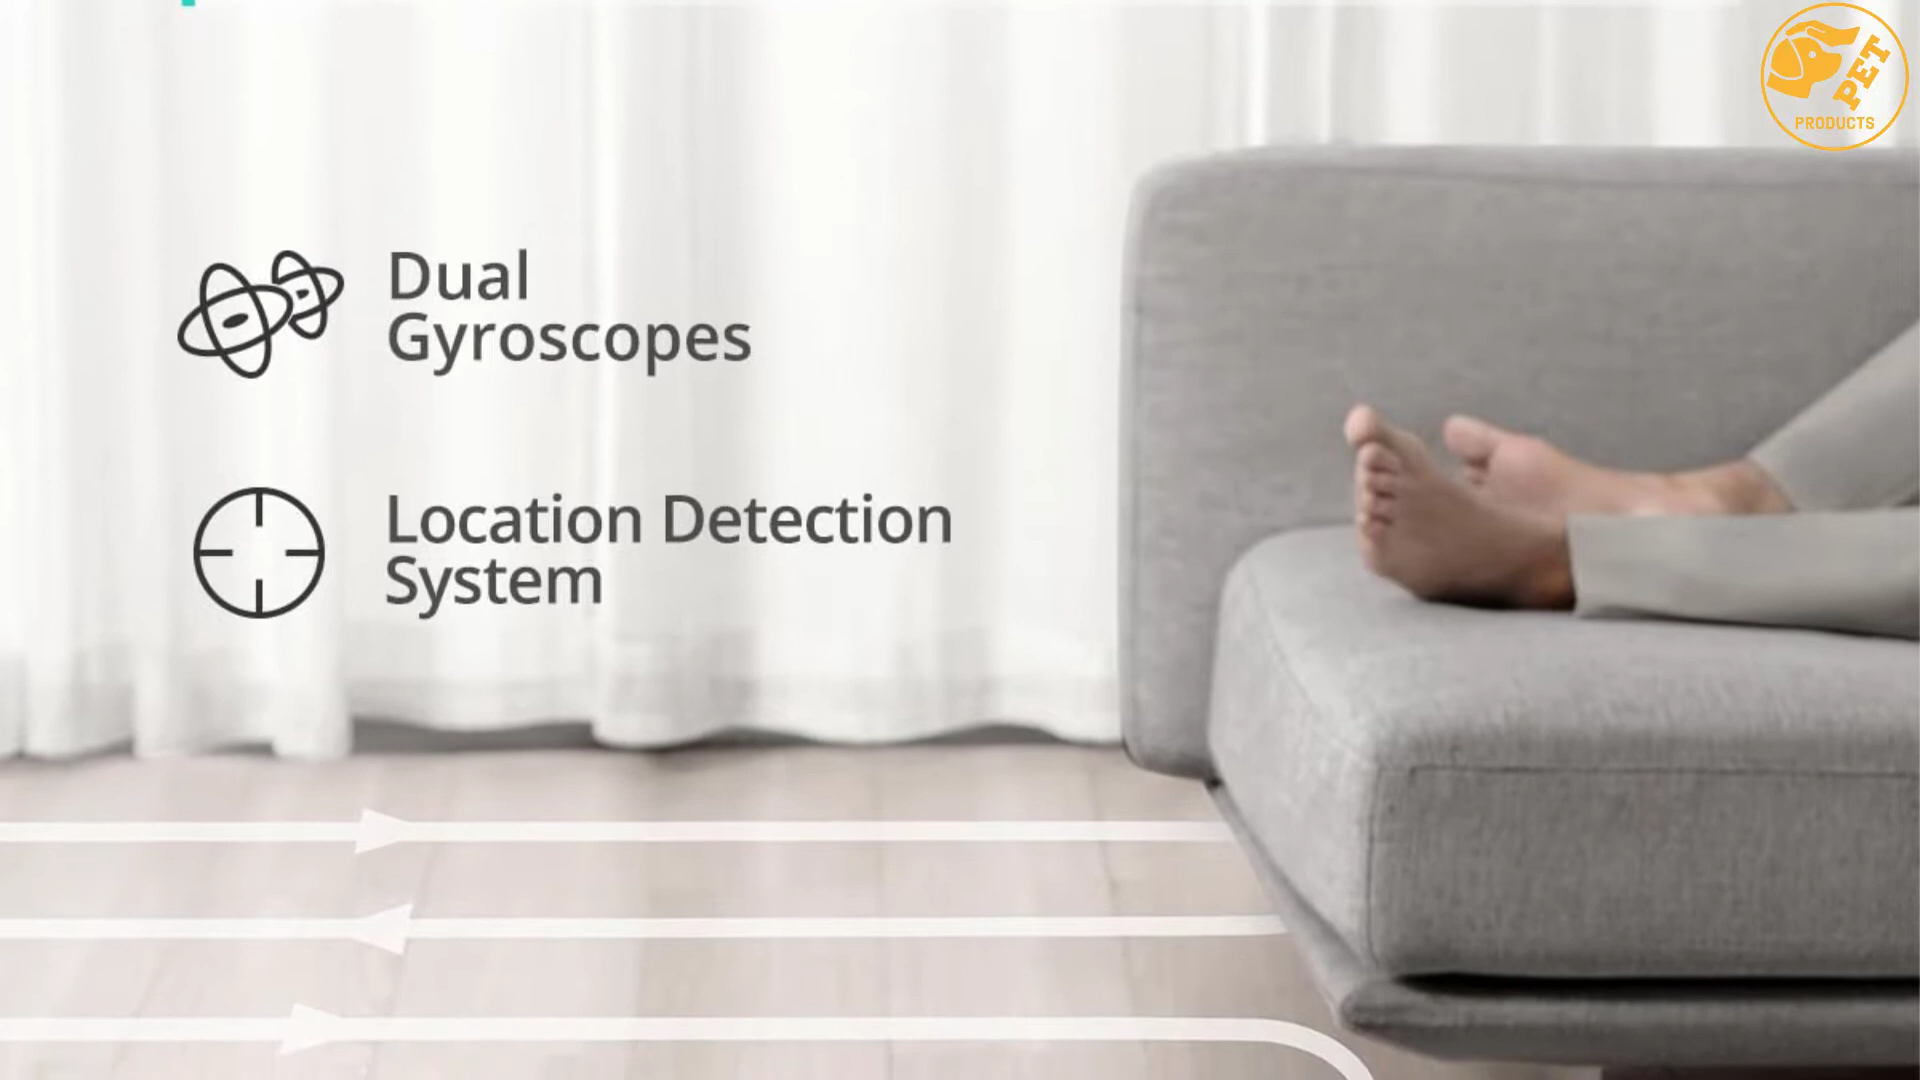 PET
PRODUCTS
Dual
Gyroscopes
Location Detection
System